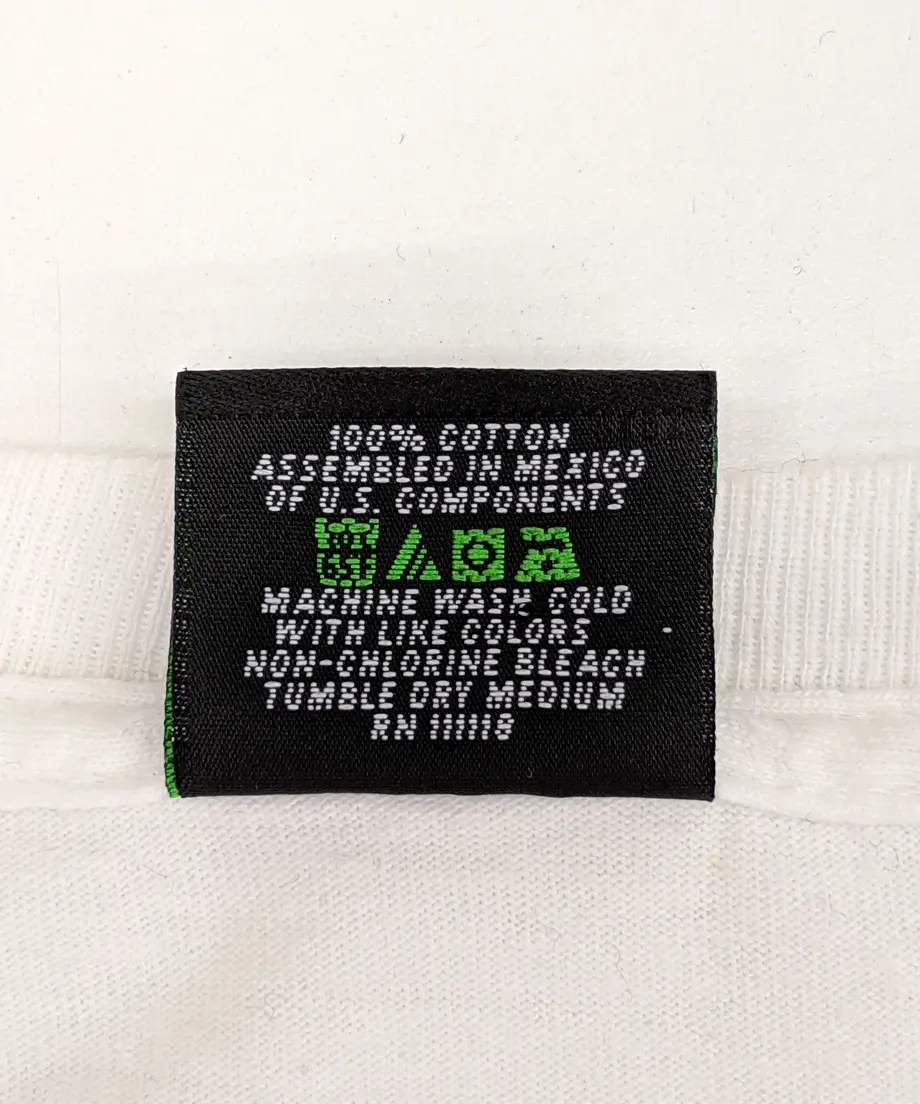 100% COTTON
ASSEMBLED IN MEXICO
OF U.S. COMPONENTS
MACHINE WASH COLD
WITH LIKE COLORS
NON-CHLORINE BLEACH
TUMBLE DRY MEDIUM
RN 111118